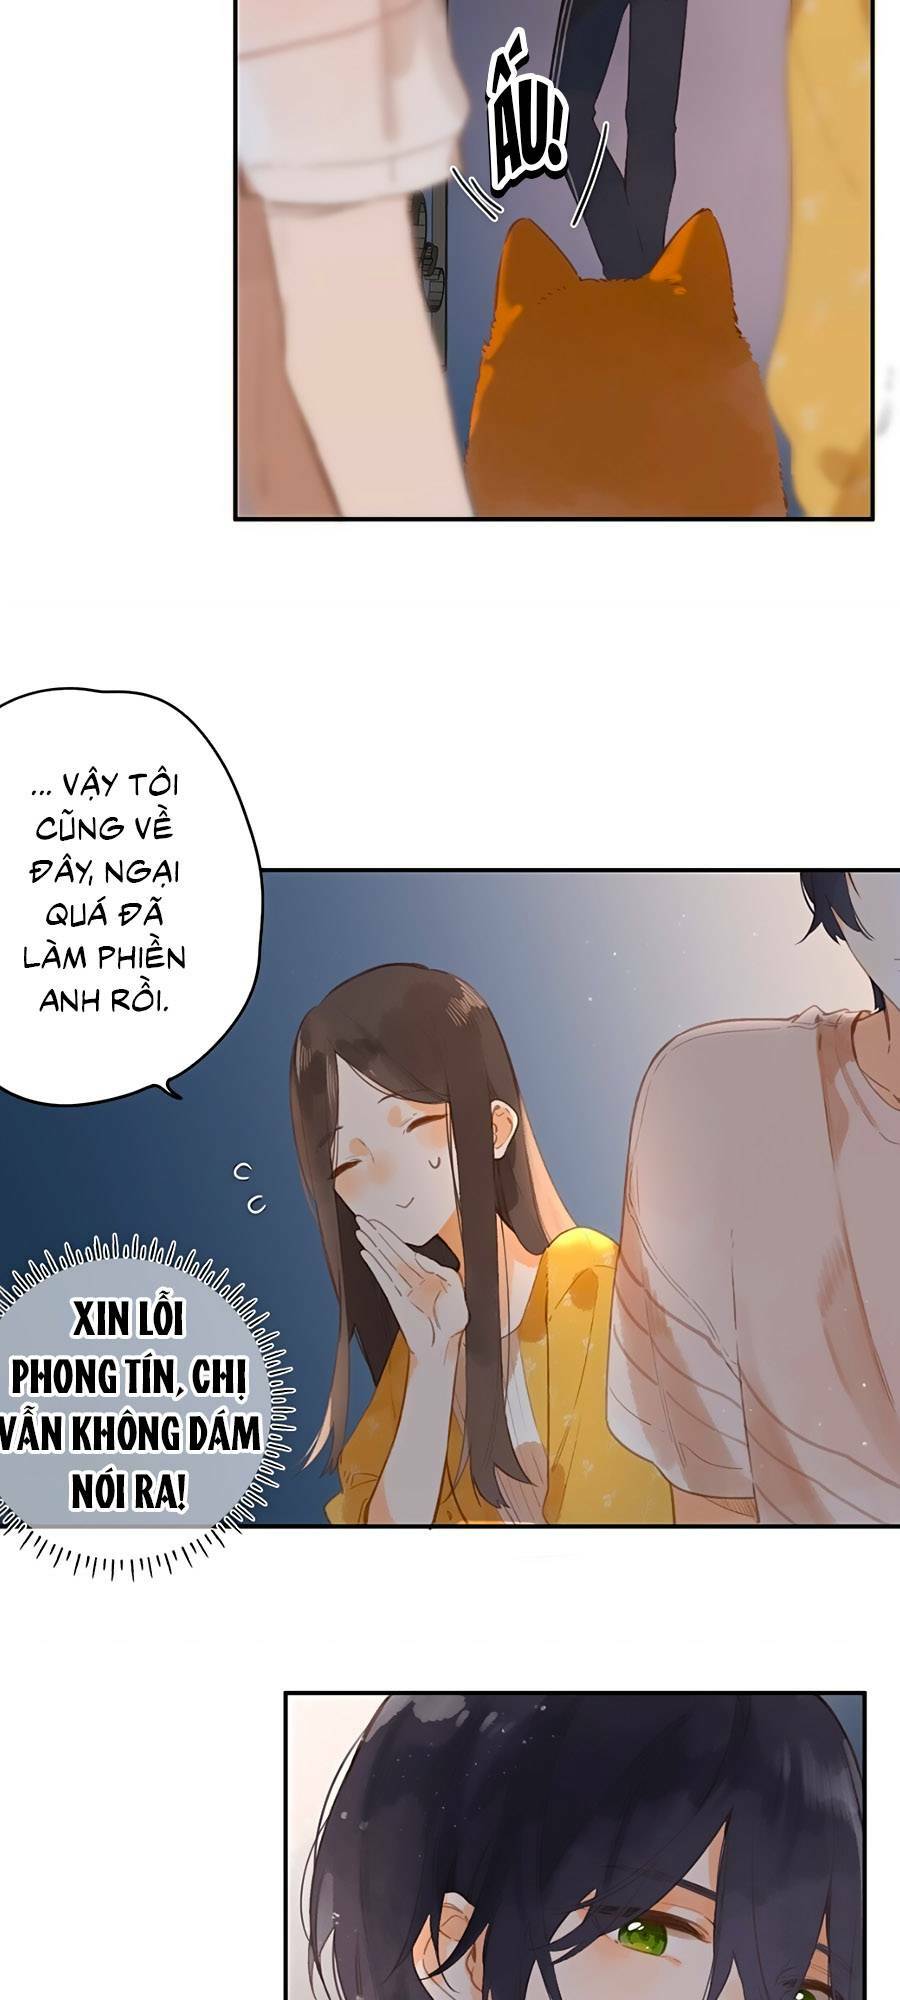 ẤU!
... VẬY TÔI
CŨNG VỀ
ĐÂY, NGẠI
QUÁ ĐÃ
LÀM PHIỀN
ANH RỒI.
XIN LỖI
PHONG TÍN, CHỊ
VẪN KHÔNG DÁM
NÓI RA!